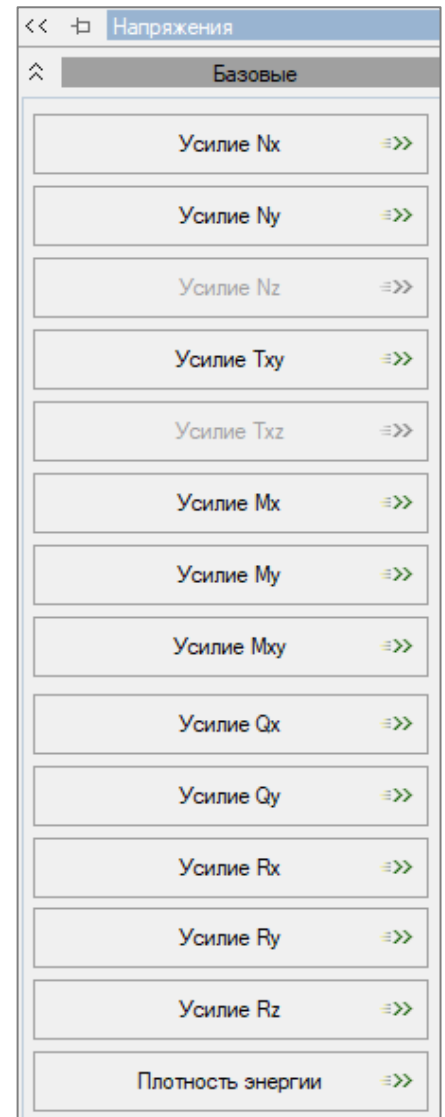 Напряжения
Базовые
Усилие Nx
Усилие Ny
Усилие Nz
Усилие Txy
Усилие Txz
Усилие Mx
Усилие My
Усилие Mxy
Усилие Qx
Усилие Qy
Усилие Rx
Усилие Ry
Усилие Rz
Плотность энергии